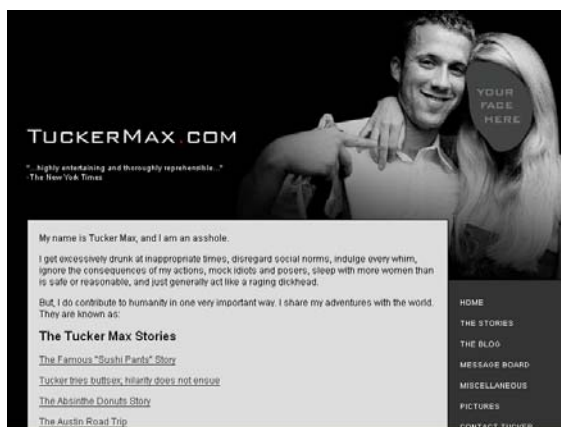 YOUR
FACE
HERE
TUCKERMAX.COM
"...highly entertaining and thoroughly reprehensible..."
-The New York Times
My name is Tucker Max, and I am an asshole.
I get excessively drunk at inappropriate times, disregard social norms, indulge every whim,
ignore the consequences of my actions, mock idiots and posers, sleep with more women than
is safe or reasonable, and just generally act like a raging dickhead.
But, I do contribute to humanity in one very important way. I share my adventures with the world.
They are known as:
The Tucker Max Stories
The Famous "Sushi Pants" Story
Tucker tries buttsex; hilarity does not ensue
The Absinthe Donuts Story
The Austin Road Trip
HOME
THE STORIES
THE BLOG
MESSAGE BOARD
MISCELLANEOUS
PICTURES
CONTACT TUCKER